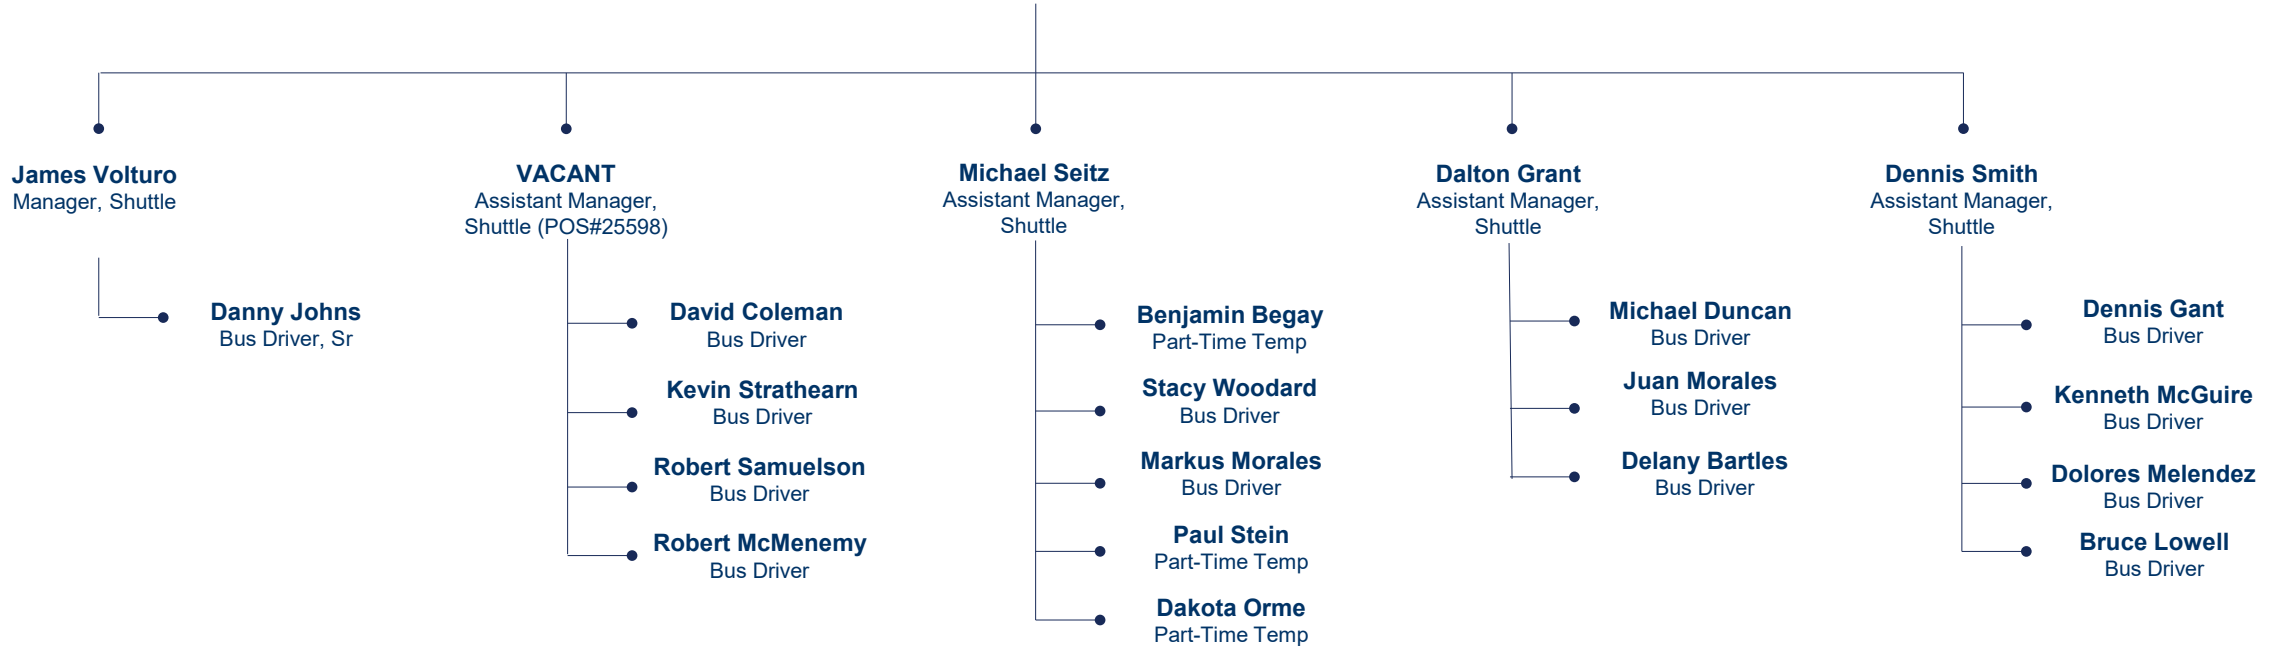 James Volturo
Manager, Shuttle
Danny Johns
Bus Driver, Sr
VACANT
Assistant Manager,
Shuttle (POS#25598)
David Coleman
Bus Driver
Kevin Strathearn
Bus Driver
Robert Samuelson
Bus Driver
Robert McMenemy
Bus Driver
Michael Seitz
Assistant Manager,
Shuttle
Benjamin Begay
Part-Time Temp
Stacy Woodard
Bus Driver
Markus Morales
Bus Driver
Paul Stein
Part-Time Temp
Dakota Orme
Part-Time Temp
Dalton Grant
Assistant Manager,
Shuttle
Michael Duncan
Bus Driver
Juan Morales
Bus Driver
Delany Bartles
Bus Driver
Dennis Smith
Assistant Manager,
Shuttle
Dennis Gant
Bus Driver
Kenneth McGuire
Bus Driver
Dolores Melendez
Bus Driver
Bruce Lowell
Bus Driver